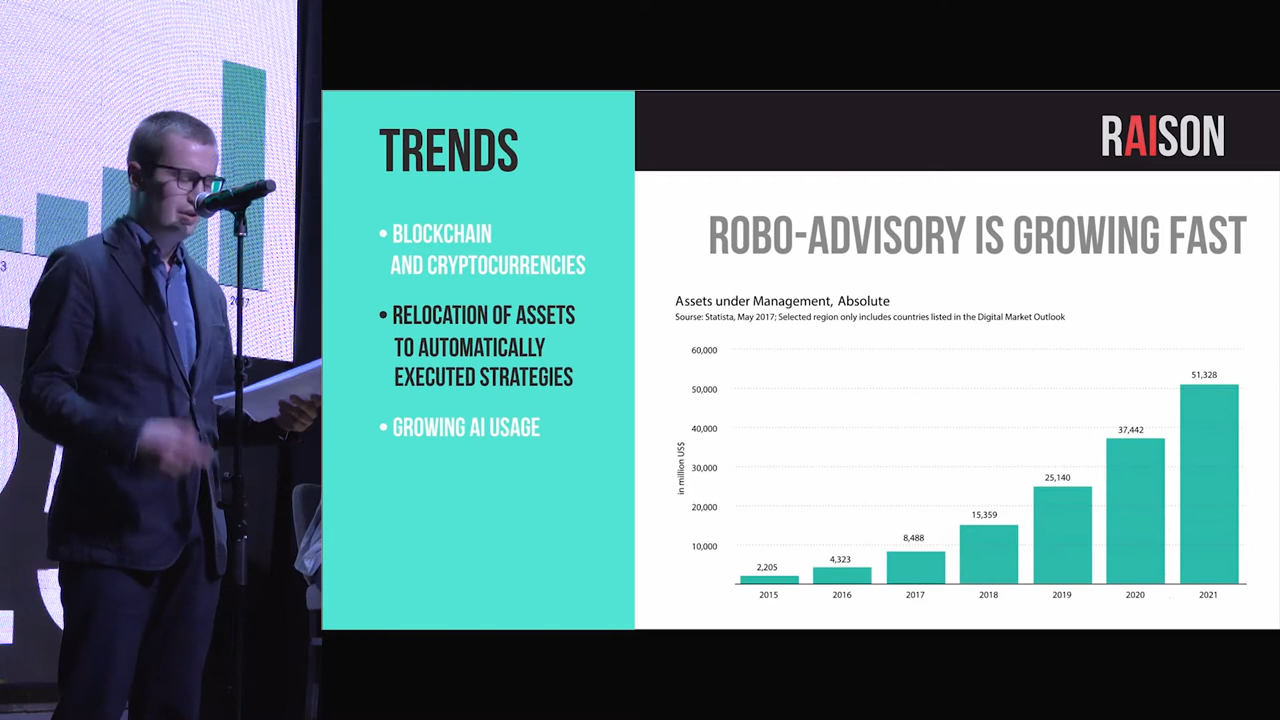 TRENDS
• BLOCKCHAIN
AND CRYPTOCURRENCIES
• RELOCATION OF ASSETS
TO AUTOMATICALLY
EXECUTED STRATEGIES
• GROWING AI USAGE
RAISON
ROBO-ADVISORY IS GROWING FAST
Assets under Management, Absolute
Sourse: Statista, May 2017; Selected region only includes countries listed in the Digital Market Outlook
in million US$
60,000
50,000
40,000
30,000
20,000
10,000
2,205
4,323
8,488
15,359
25,140
37,442
51,328
2015 2016 2017 2018 2019 2020 2021